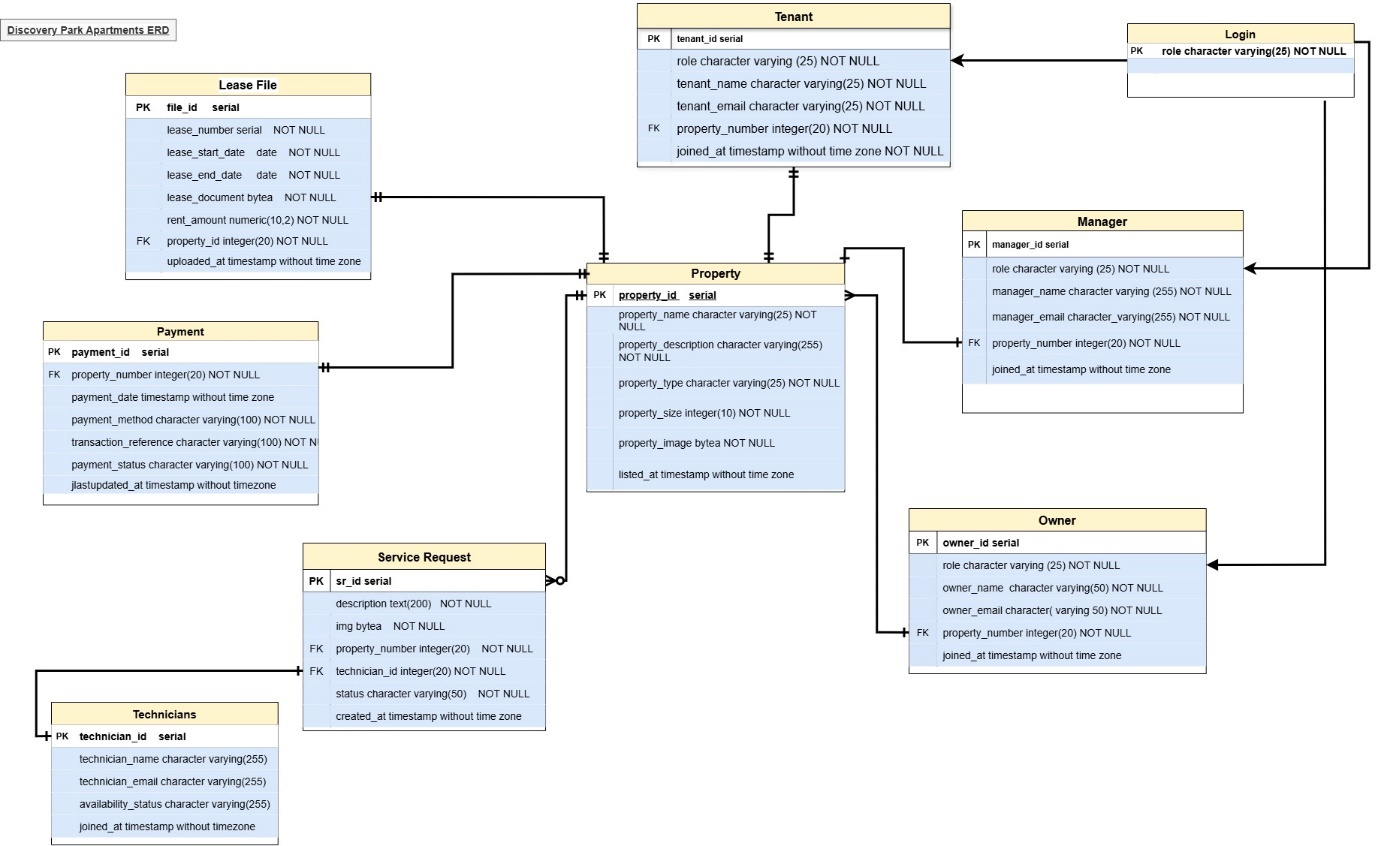 Discovery Park Apartments ERD
Tenant
PK tenant_id serial
role character varying (25) NOT NULL
tenant_name character varying(25) NOT NULL
tenant_email character varying(25) NOT NULL
FK property_number integer(20) NOT NULL
joined_at timestamp without time zone NOT NULL
Login
PK role character varying(25) NOT NULL
Lease File
PK file_id serial
lease_number serial NOT NULL
lease_start_date date NOT NULL
lease_end_date date NOT NULL
lease_document bytea NOT NULL
rent_amount numeric(10,2) NOT NULL
FK property_id integer(20) NOT NULL
uploaded_at timestamp without time zone
Manager
PK manager_id serial
role character varying (25) NOT NULL
manager_name character varying (255) NOT NULL
manager_email character_varying(255) NOT NULL
FK property_number integer(20) NOT NULL
joined_at timestamp without time zone
Property
PK property_id serial
property_name character varying(25) NOT
NULL
property_description character varying(255)
NOT NULL
property_type character varying(25) NOT NULL
property_size integer(10) NOT NULL
property_image bytea NOT NULL
listed_at timestamp without time zone
Payment
PK payment_id serial
FK property_number integer(20) NOT NULL
payment_date timestamp without time zone
payment_method character varying(100) NOT NULL
transaction_reference character varying(100) NOT NU
payment_status character varying(100) NOT NULL
jlastupdated_at timestamp without timezone
Owner
PK owner_id serial
role character varying (25) NOT NULL
owner_name character varying(50) NOT NULL
owner_email character( varying 50) NOT NULL
FK property_number integer(20) NOT NULL
joined_at timestamp without time zone
Service Request
PK sr_id serial
description text(200) NOT NULL
img bytea NOT NULL
FK property_number integer(20) NOT NULL
FK technician_id integer(20) NOT NULL
status character varying(50) NOT NULL
created_at timestamp without time zone
Technicians
PK technician_id serial
technician_name character varying(255)
technician_email character varying(255)
availability_status character varying(255)
joined_at timestamp without timezone